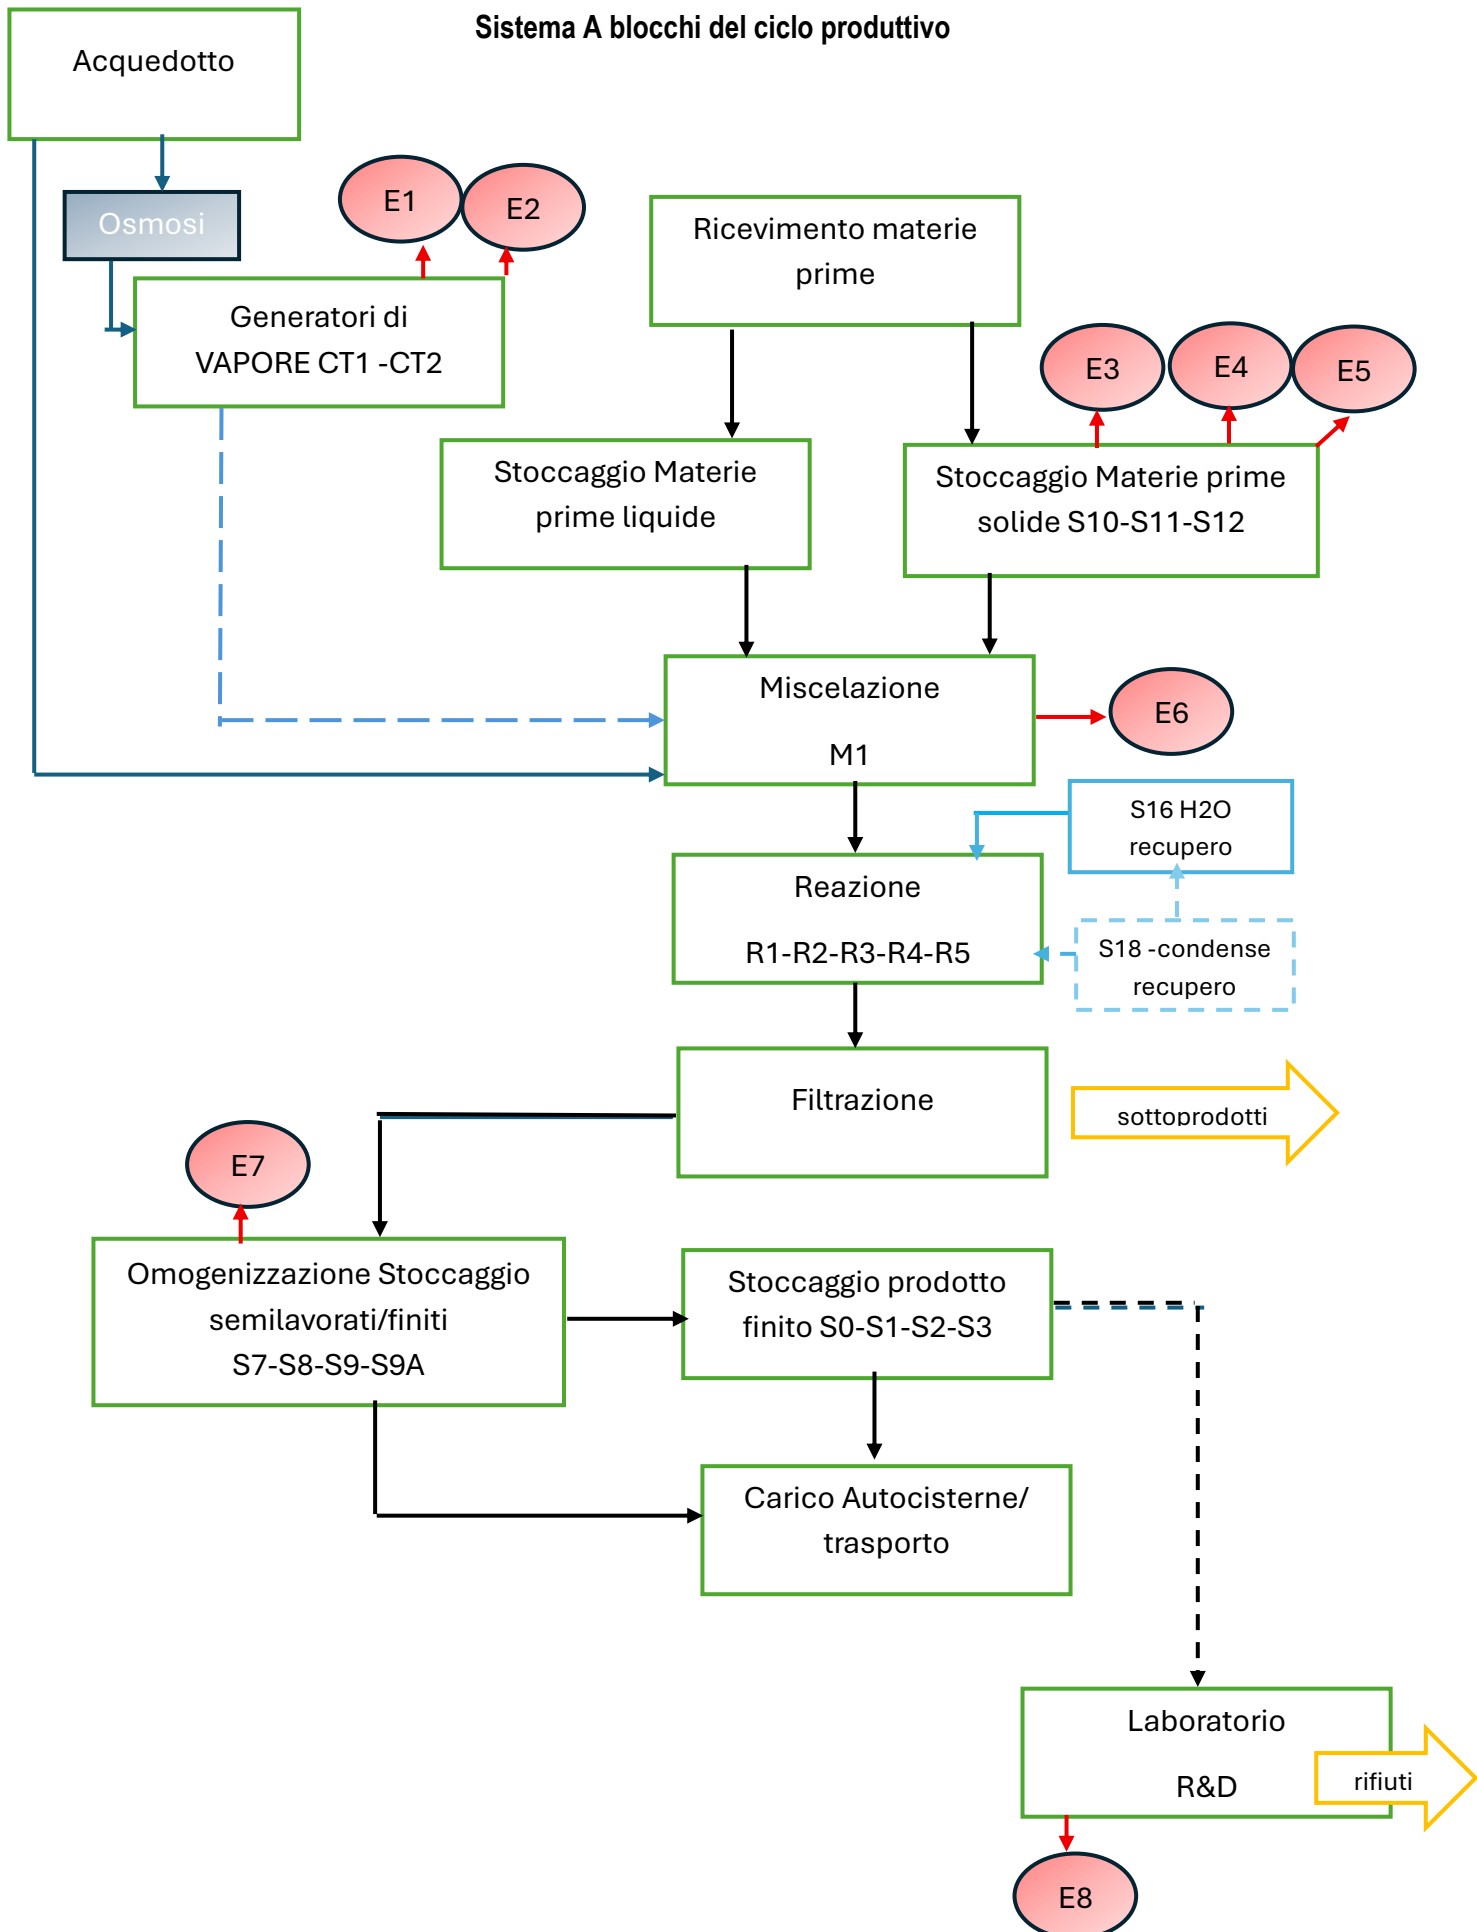 Sistema A blocchi del ciclo produttivo
Acquedotto
Osmosi
E1
E2
Generatori di
VAPORE CT1 -CT2
Ricevimento materie
prime
E3
E4
E5
Stoccaggio Materie
prime liquide
Stoccaggio Materie prime
solide S10-S11-S12
Miscelazione
M1
E6
S16 H2O
recupero
Reazione
R1-R2-R3-R4-R5
S18 -condense
recupero
Filtrazione
sottoprodotti
E7
Omogenizzazione Stoccaggio
semilavorati/finiti
S7-S8-S9-S9A
Stoccaggio prodotto
finito S0-S1-S2-S3
Carico Autocisterne/
trasporto
Laboratorio
R&D
rifiuti
E8